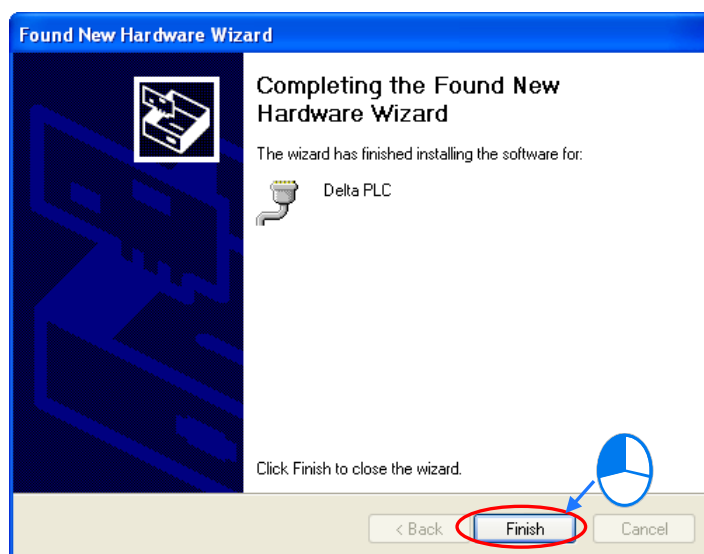 Found New Hardware Wizard
Completing the Found New
Hardware Wizard
The wizard has finished installing the software for:
Delta PLC
Click Finish to close the wizard.
< Back Finish Cancel